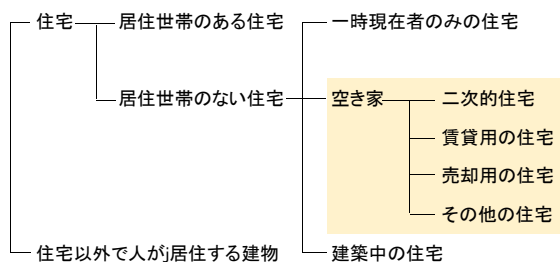 住宅
居住世帯のある住宅
一時現在者のみの住宅
居住世帯のない住宅
空き家
二次的住宅
賃貸用の住宅
売却用の住宅
その他の住宅
住宅以外で人がj居住する建物
建築中の住宅